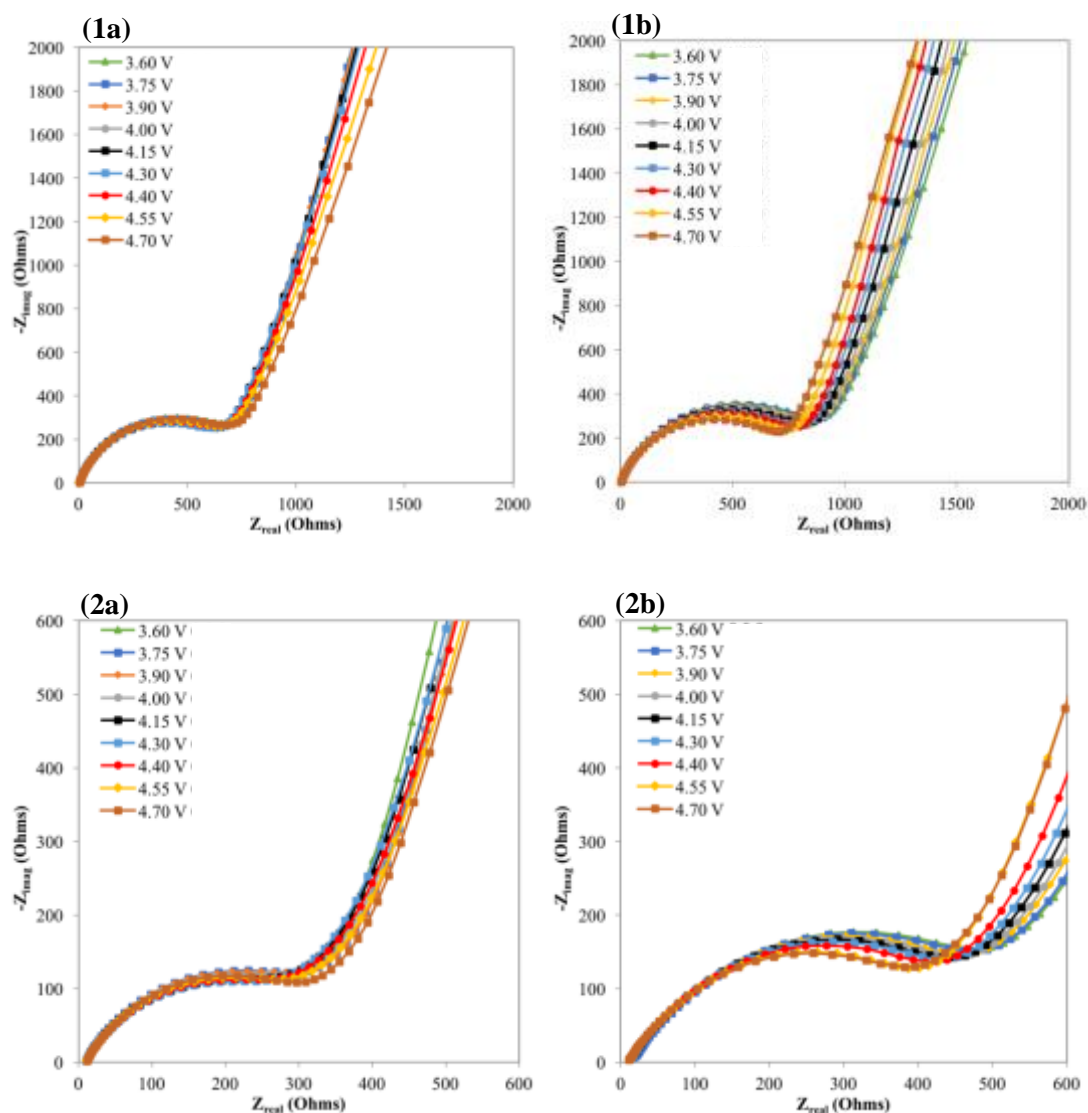 (1a)
2000
1800
1600
1400
1200
1000
800
600
400
200
0
-Zimag (Ohms)
3.60 V
3.75 V
3.90 V
4.00 V
4.15 V
4.30 V
4.40 V
4.55 V
4.70 V
0
500
1000
1500
2000
Zreal (Ohms)
(1b)
2000
1800
1600
1400
1200
1000
800
600
400
200
0
-Zimag (Ohms)
3.60 V
3.75 V
3.90 V
4.00 V
4.15 V
4.30 V
4.40 V
4.55 V
4.70 V
0
500
1000
1500
2000
Zreal (Ohms)
(2a)
600
500
400
300
200
100
0
-Zimag (Ohms)
3.60 V
3.75 V
3.90 V
4.00 V
4.15 V
4.30 V
4.40 V
4.55 V
4.70 V
0
100
200
300
400
500
600
Zreal (Ohms)
(2b)
600
500
400
300
200
100
0
-Zimag (Ohms)
3.60 V
3.75 V
3.90 V
4.00 V
4.15 V
4.30 V
4.40 V
4.55 V
4.70 V
0
100
200
300
400
500
600
Zreal (Ohms)